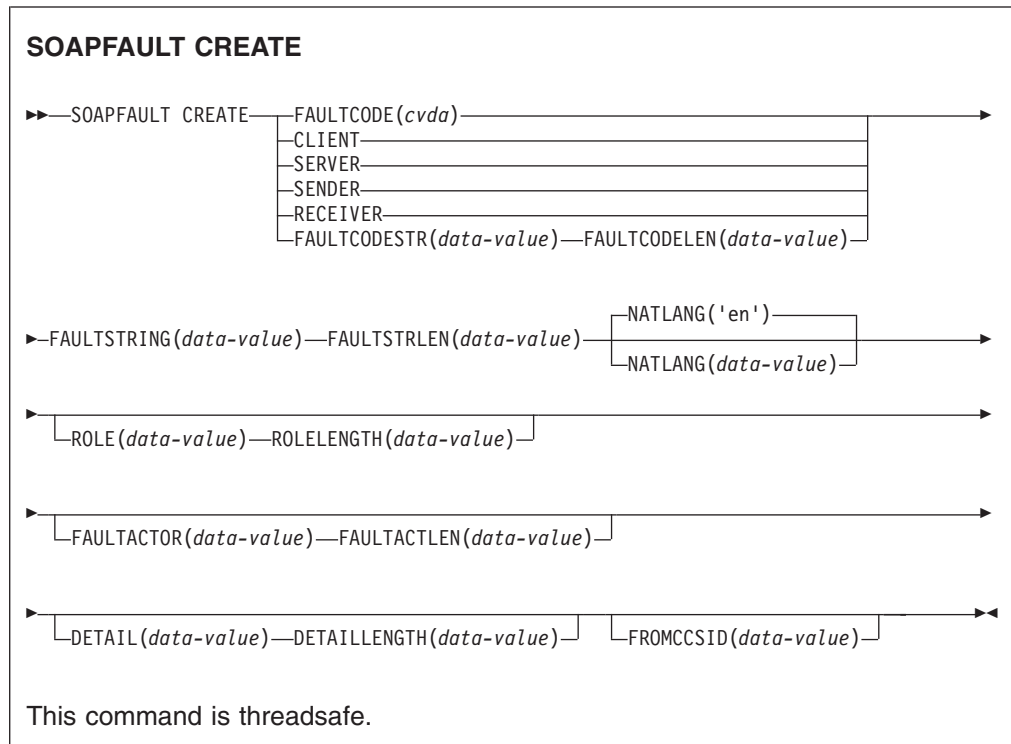 SOAPFAULT CREATE
SOAPFAULT CREATE FAULTCODE(cvda)
CLIENT
SERVER
SENDER
RECEIVER
FAULTCODESTR(data-value) FAULTCODELEN(data-value)
NATLANG('en')
FAULTSTRING(data-value) FAULTSTRLEN(data-value)
NATLANG(data-value)
ROLE(data-value) ROLELENGTH(data-value)
FAULTACTOR(data-value) FAULTACTLEN(data-value)
DETAIL(data-value) DETAILLENGTH(data-value) FROMCCSID(data-value)
This command is threadsafe.